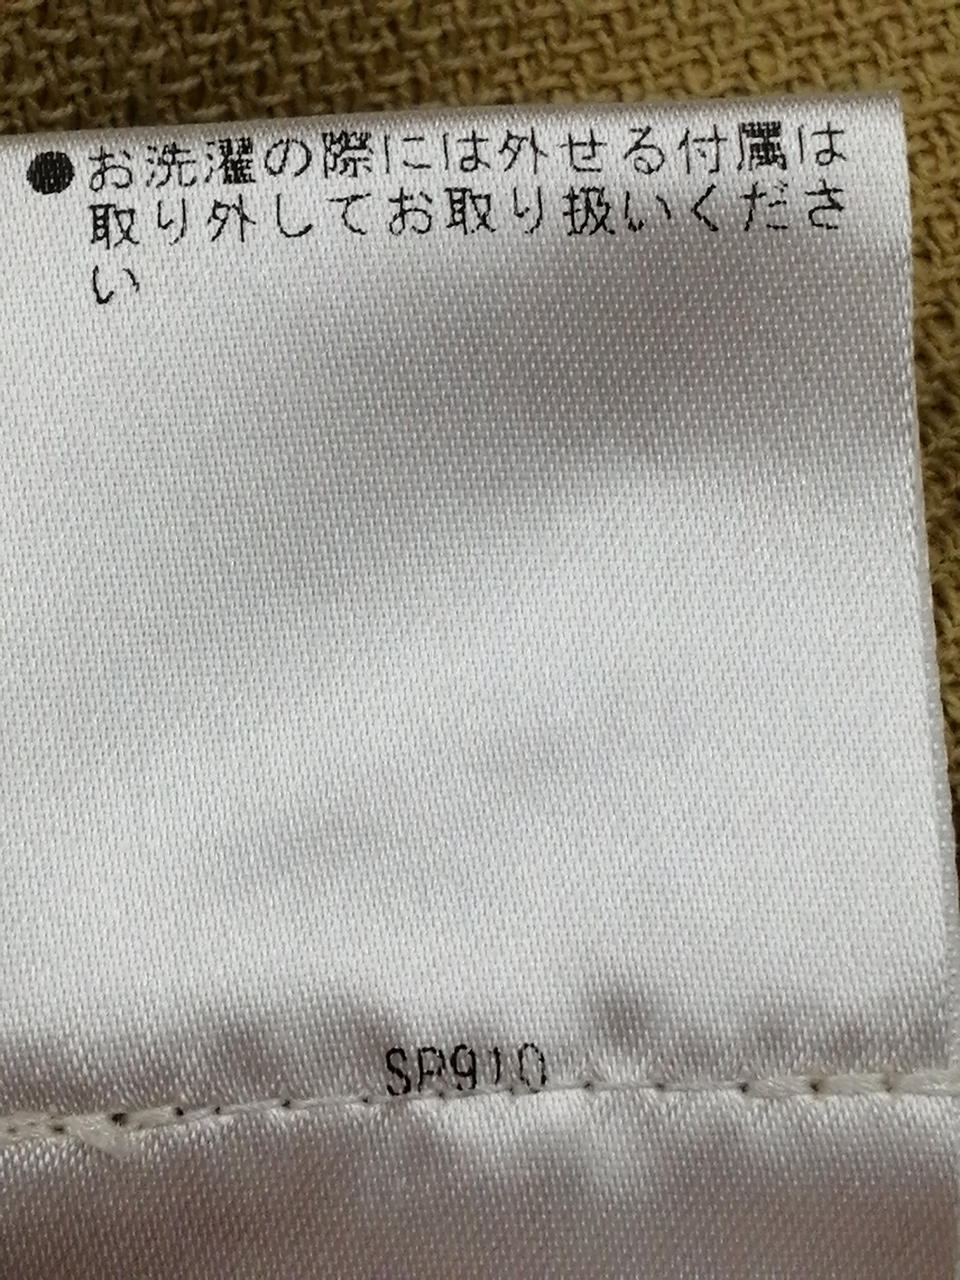 ●お洗濯の際には外せる付属は
取り外してお取り扱いくださ
い
SP910